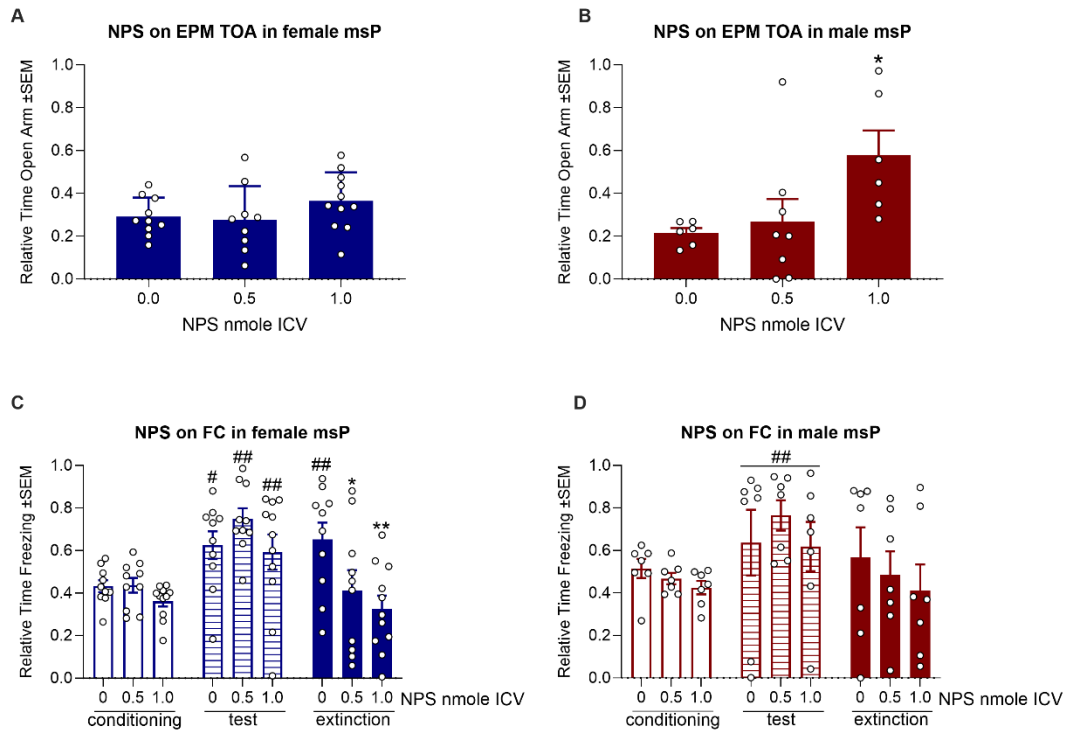 A
NPS on EPM TOA in female msP
Relative Time Open Arm ±SEM
1.0
0.8
0.6
0.4
0.2
0.0
0.0 0.5 1.0
NPS nmole ICV
B
NPS on EPM TOA in male msP
Relative Time Open Arm ±SEM
1.0
0.8
0.6
0.4
0.2
0.0
*
0.0 0.5 1.0
NPS nmole ICV
C
NPS on FC in female msP
Relative Time Freezing ±SEM
1.0
0.8
0.6
0.4
0.2
0.0
# ## ## ## * **
0 0.5 1.0 0 0.5 1.0 0 0.5 1.0 NPS nmole ICV
conditioning test extinction
D
NPS on FC in male msP
Relative Time Freezing ±SEM
1.0
0.8
0.6
0.4
0.2
0.0
##
0 0.5 1.0 0 0.5 1.0 0 0.5 1.0 NPS nmole ICV
conditioning test extinction